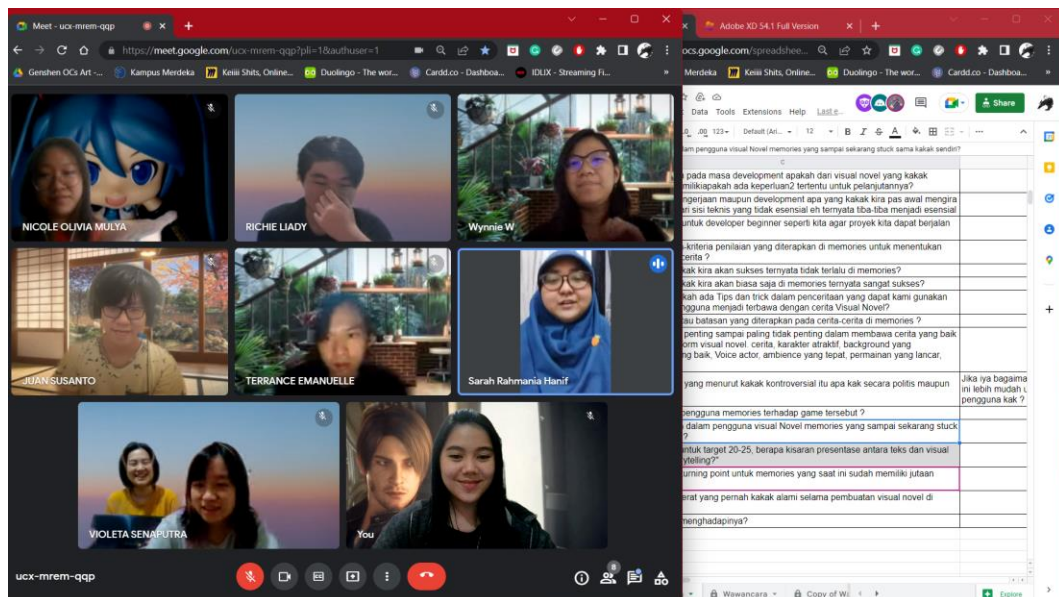 Meet - ucx-mrem-qqp
Adobe XD 54.1 Full Version
https://meet.google.com/ucx-mrem-qqp?pli=1&authuser=1
ocs.google.com/spreadshee...
Genshen OCs Art -...
Kampus Merdeka
Keiiii Shits, Online...
Duolingo - The wor...
Cardd.co - Dashboa...
IDLIX - Streaming Fi...
Merdeka
Keiiii Shits, Online...
Duolingo - The wor...
Cardd.co - Dashboa...
Data Tools Extensions Help Last e...
Share
.0 .00 123 Default (Ari... 12 B I S A
lam pengguna visual Novel memories yang sampai sekarang stuck sama kakak sendiri?
C
pada masa development apakah dari visual novel yang kakak
milikiapakah ada keperluan2 tertentu untuk pelanjutannya?
ngerjaan maupun development apa yang kakak kira pas awal mengira
ri sisi teknis yang tidak esensial eh ternyata tiba-tiba menjadi esensial
untuk developer beginner seperti kita agar proyek kita dapat berjalan
-kriteria penilaian yang diterapkan di memories untuk menentukan
cerita ?
kak kira akan sukses ternyata tidak terlalu di memories?
kak kira akan biasa saja di memories ternyata sangat sukses?
kah ada Tips dan trick dalam penceritaan yang dapat kami gunakan
ngguna menjadi terbawa dengan cerita Visual Novel?
au batasan yang diterapkan pada cerita-cerita di memories ?
penting sampai paling tidak penting dalam membawa cerita yang baik
orm visual novel. cerita, karakter atraktif, background yang
ng baik, Voice actor, ambience yang tepat, permainan yang lancar,
yang menurut kakak kontroversial itu apa kak secara politis maupun
Jika iya bagaima
ini lebih mudah u
pengguna kak ?
pengguna memories terhadap game tersebut ?
dalam pengguna visual Novel memories yang sampai sekarang stuck
?
untuk target 20-25, berapa kisaran presentase antara teks dan visual
rytelling?"
turning point untuk memories yang saat ini sudah memiliki jutaan
erat yang pernah kakak alami selama pembuatan visual novel di
menghadapinya?
Wawancara
Copy of Wi
Explore
NICOLE OLIVIA MULYA
RICHIE LIADY
Wynnie W
JUAN SUSANTO
TERRANCE EMANUELLE
Sarah Rahmania Hanif
VIOLETA SENAPUTRA
You
ucx-mrem-qqp
8